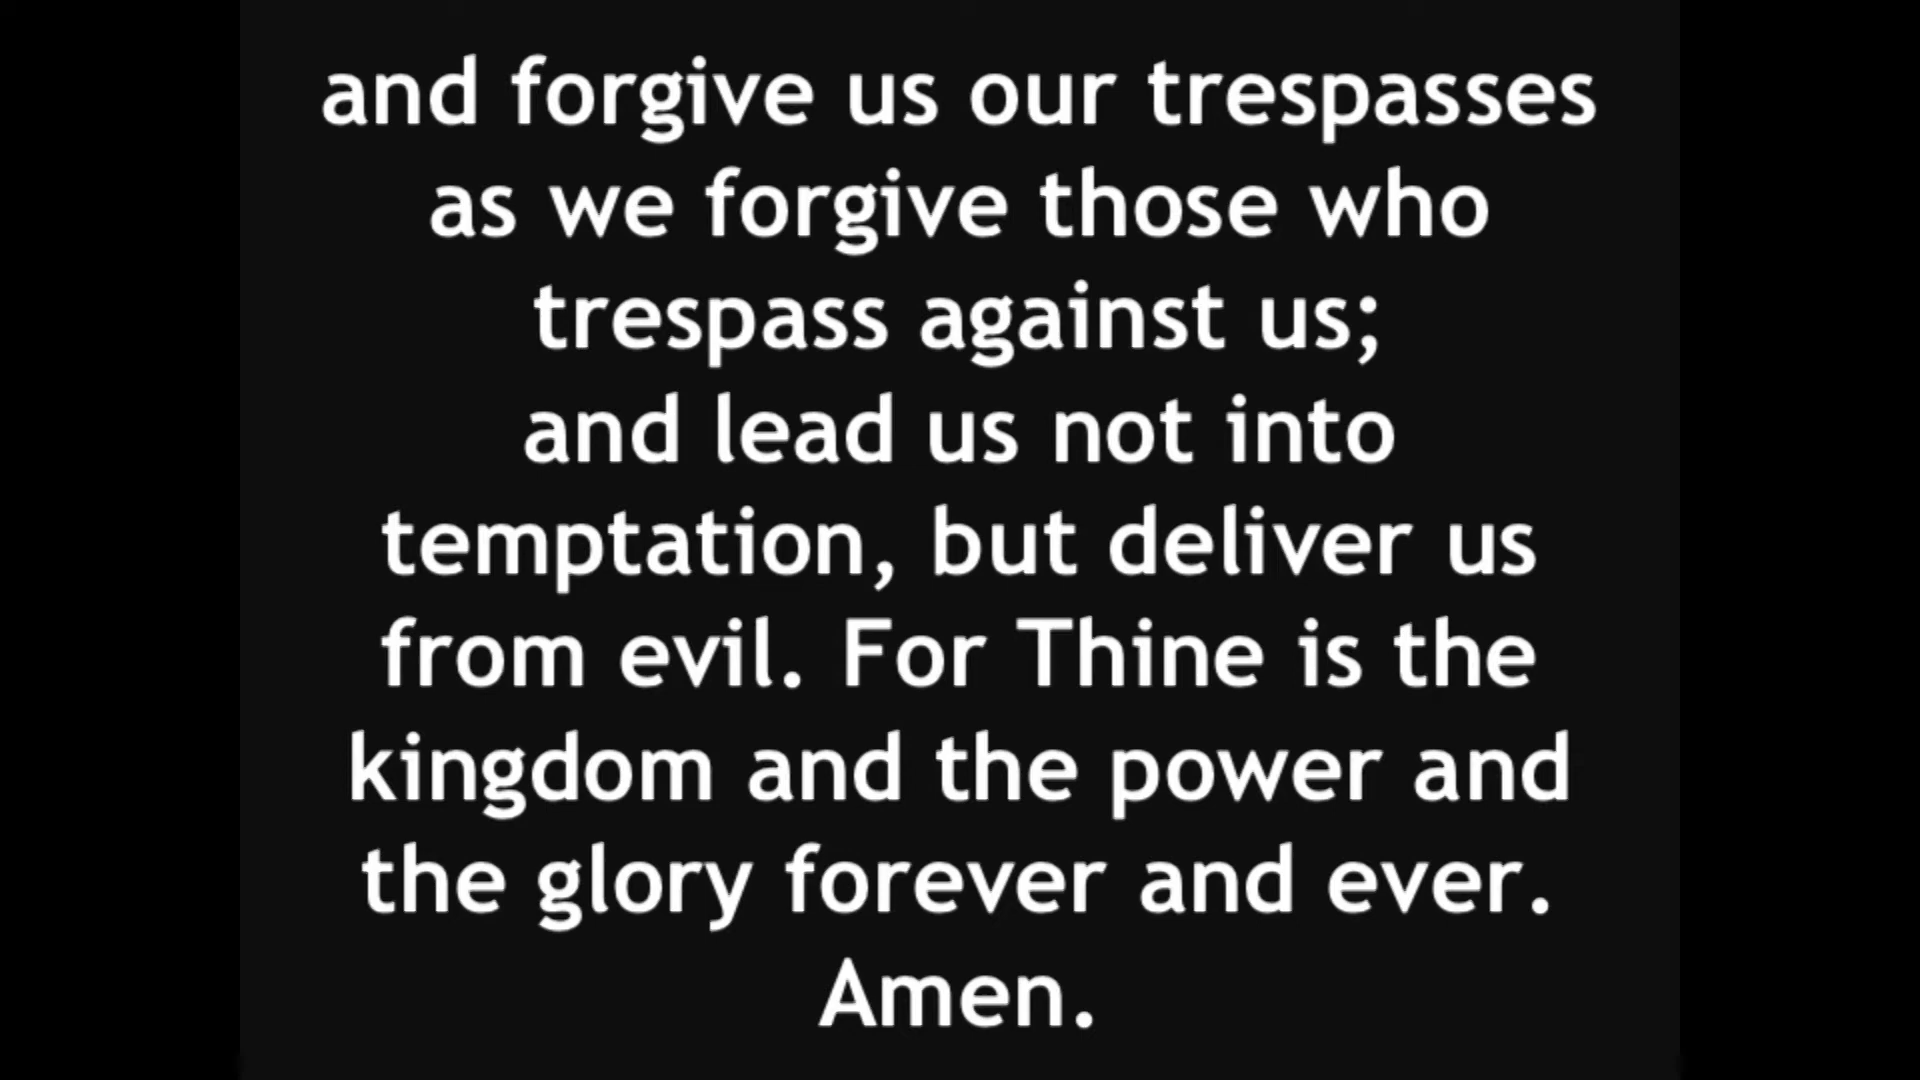 and forgive us our trespasses
as we forgive those who
trespass against us;
and lead us not into
temptation, but deliver us
from evil. For Thine is the
kingdom and the power and
the glory forever and ever.
Amen.